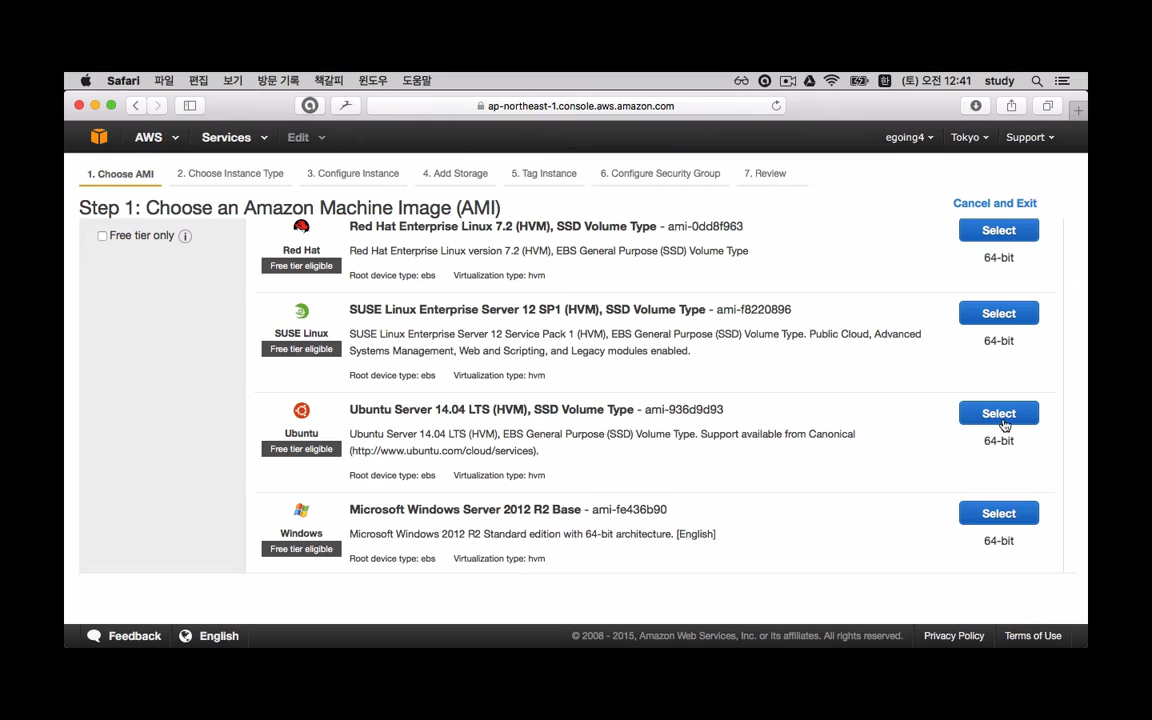 Safari 파일 편집 보기 방문 기록 책갈피 윈도우 도움말 한 (토) 오전 12:41 study
ap-northeast-1.console.aws.amazon.com
AWS Services Edit egoing4 Tokyo Support
1. Choose AMI 2. Choose Instance Type 3. Configure Instance 4. Add Storage 5. Tag Instance 6. Configure Security Group 7. Review
Step 1: Choose an Amazon Machine Image (AMI) Cancel and Exit
Free tier only
Red Hat
Free tier eligible
Red Hat Enterprise Linux 7.2 (HVM), SSD Volume Type - ami-0dd8f963
Red Hat Enterprise Linux version 7.2 (HVM), EBS General Purpose (SSD) Volume Type
Root device type: ebs Virtualization type: hvm
Select
64-bit
SUSE Linux
Free tier eligible
SUSE Linux Enterprise Server 12 SP1 (HVM), SSD Volume Type - ami-f8220896
SUSE Linux Enterprise Server 12 Service Pack 1 (HVM), EBS General Purpose (SSD) Volume Type. Public Cloud, Advanced
Systems Management, Web and Scripting, and Legacy modules enabled.
Root device type: ebs Virtualization type: hvm
Select
64-bit
Ubuntu
Free tier eligible
Ubuntu Server 14.04 LTS (HVM), SSD Volume Type - ami-936d9d93
Ubuntu Server 14.04 LTS (HVM), EBS General Purpose (SSD) Volume Type. Support available from Canonical
(http://www.ubuntu.com/cloud/services).
Root device type: ebs Virtualization type: hvm
Select
64-bit
Windows
Free tier eligible
Microsoft Windows Server 2012 R2 Base - ami-fe436b90
Microsoft Windows 2012 R2 Standard edition with 64-bit architecture. [English]
Root device type: ebs Virtualization type: hvm
Select
64-bit
Feedback English © 2008 - 2015, Amazon Web Services, Inc. or its affiliates. All rights reserved. Privacy Policy Terms of Use